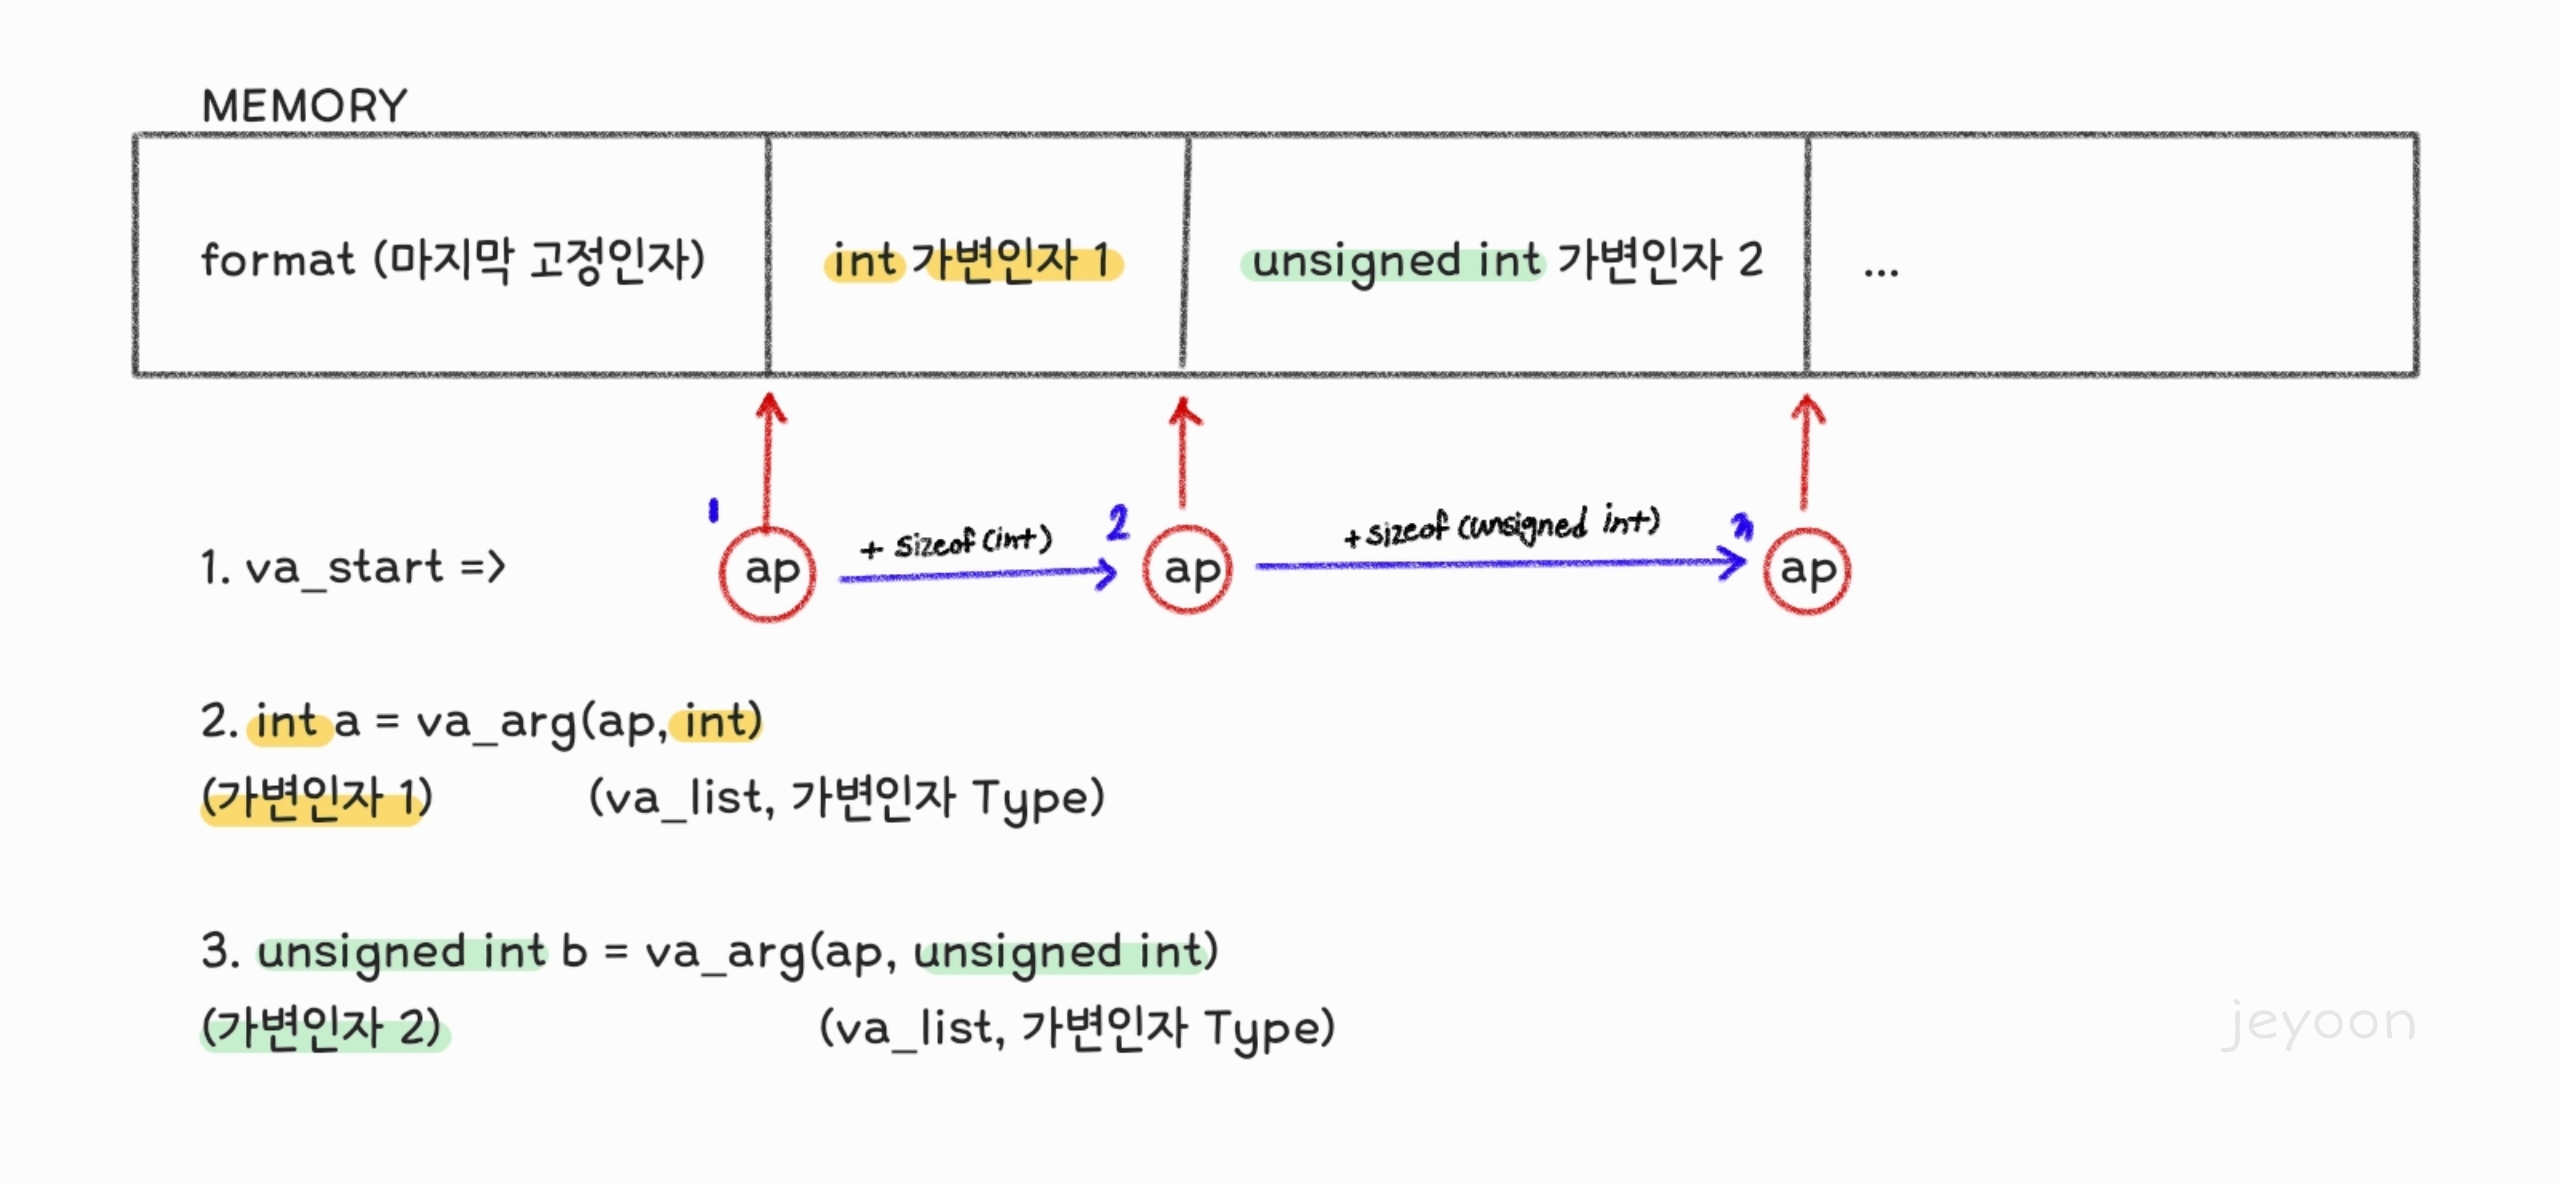 MEMORY
format (마지막 고정인자) int 가변인자 1 unsigned int 가변인자 2 ...
1 + sizeof (int) 2 +sizeof (unsigned int)
1. va_start => ap ap ap
2. int a = va_arg(ap, int)
(가변인자 1) (va_list, 가변인자 Type)
3. unsigned int b = va_arg(ap, unsigned int)
(가변인자 2) (va_list, 가변인자 Type)
jeyoon